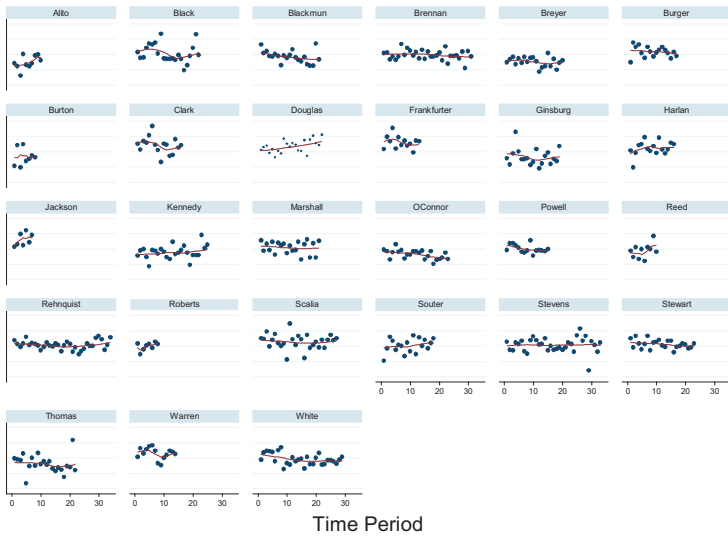 Alito Black Blackmun Brennan Breyer Burger
Burton Clark Douglas Frankfurter Ginsburg Harlan
Jackson Kennedy Marshall OConnor Powell Reed
Rehnquist Roberts Scalia Souter Stevens Stewart
0 10 20 30 0 10 20 30 0 10 20 30
Thomas Warren White
0 10 20 30 0 10 20 30 0 10 20 30
Time Period